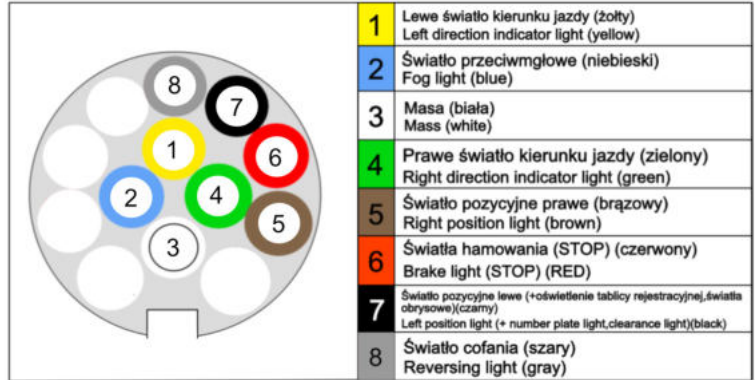 8
7
1
6
2
4
5
3
1
Lewe światło kierunku jazdy (żołty)
Left direction indicator light (yellow)
2
Światło przeciwmgłowe (niebieski)
Fog light (blue)
3
Masa (biała)
Mass (white)
4
Prawe światło kierunku jazdy (zielony)
Right direction indicator light (green)
5
Światło pozycyjne prawe (brązowy)
Right position light (brown)
6
Światła hamowania (STOP) (czerwony)
Brake light (STOP) (RED)
7
Światło pozycyjne lewe (+oświetlenie tablicy rejestracyjnej,światła
obrysowe)(czarny)
Left position light (+ number plate light,clearance light)(black)
8
Światło cofania (szary)
Reversing light (gray)